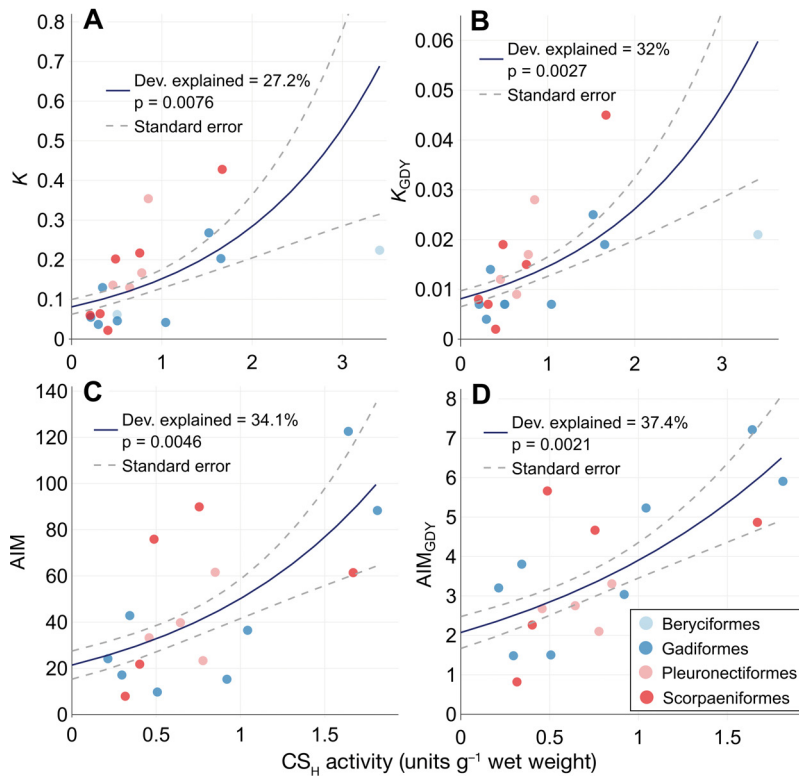 A
0.8
0.7
0.6
0.5
0.4
0.3
0.2
0.1
0
K
Dev. explained = 27.2%
p = 0.0076
Standard error
0 1 2 3
B
0.06
0.05
0.04
0.03
0.02
0.01
0
K_GDY
Dev. explained = 32%
p = 0.0027
Standard error
0 1 2 3
C
140
120
100
80
60
40
20
0
AIM
Dev. explained = 34.1%
p = 0.0046
Standard error
0 0.5 1 1.5
D
8
7
6
5
4
3
2
1
0
AIM_GDY
Dev. explained = 37.4%
p = 0.0021
Standard error
Beryciformes
Gadiformes
Pleuronectiformes
Scorpaeniformes
0 0.5 1 1.5
CS_H activity (units g⁻¹ wet weight)